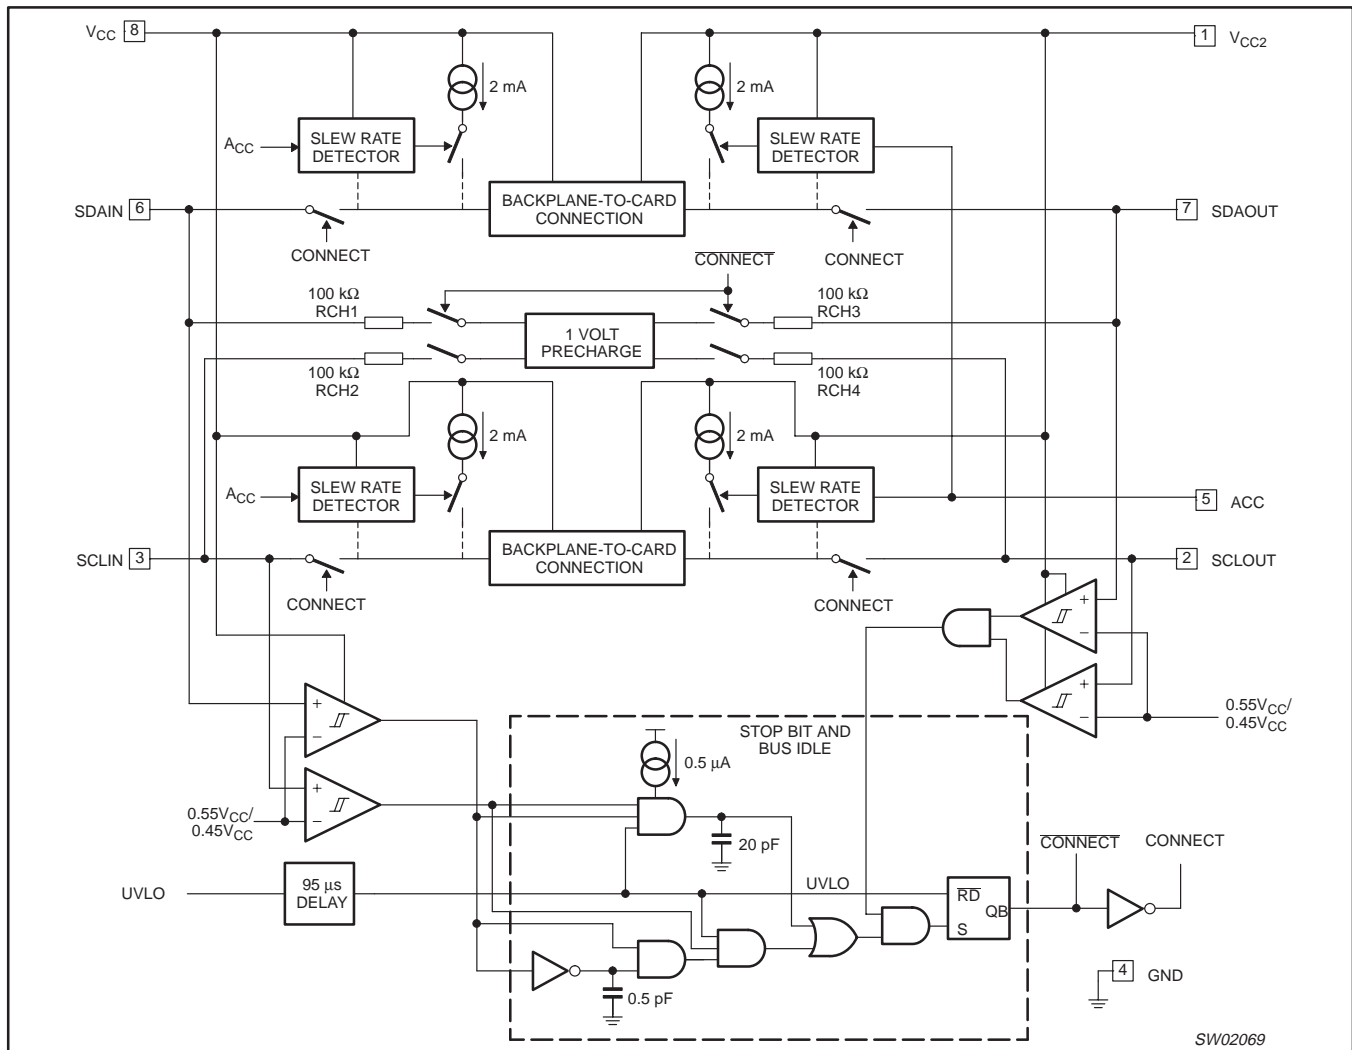 VCC 8
1 VCC2
2 mA
2 mA
ACC
SLEW RATE
DETECTOR
SLEW RATE
DETECTOR
SDAIN 6
BACKPLANE-TO-CARD
CONNECTION
7 SDAOUT
CONNECT
CONNECT
CONNECT
100 kΩ
RCH1
100 kΩ
RCH3
1 VOLT
PRECHARGE
100 kΩ
RCH2
100 kΩ
RCH4
2 mA
2 mA
ACC
SLEW RATE
DETECTOR
SLEW RATE
DETECTOR
5 ACC
SCLIN 3
BACKPLANE-TO-CARD
CONNECTION
2 SCLOUT
CONNECT
CONNECT
+
−
+
−
0.55VCC/
0.45VCC
+
−
+
−
0.55VCC/
0.45VCC
STOP BIT AND
BUS IDLE
0.5 μA
20 pF
CONNECT
CONNECT
UVLO
95 μs
DELAY
UVLO
RD
QB
S
0.5 pF
4 GND
SW02069